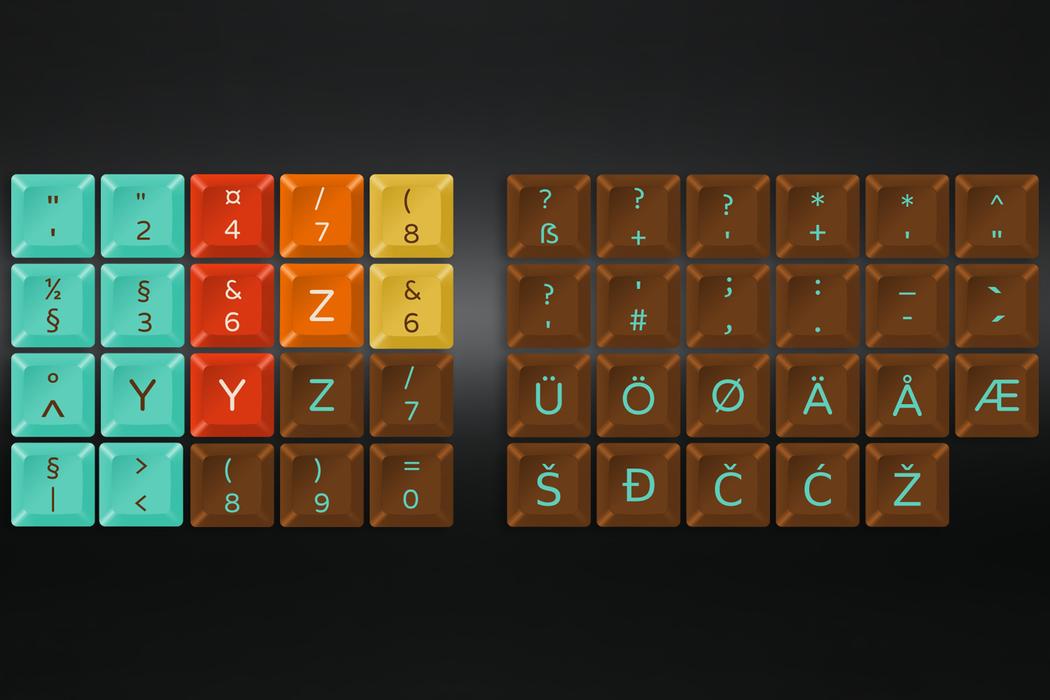 " " ¤ / ( ? ? ? * * ^
' 2 4 7 8 ß + ' + ' "
½ § & & ? ' ; : _ `
§ 3 6 Z 6 ' # , . - ´
° /
^ Y Y Z 7 Ü Ö Ø Ä Å Æ
§ > ( ) =
| < 8 9 0 Š Đ Č Ć Ž